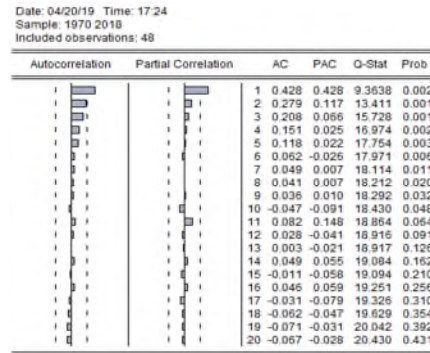 Date: 04/20/19 Time: 17:24
Sample: 1970 2018
Included observations: 48
Autocorrelation Partial Correlation AC PAC Q-Stat Prob
1 0.428 0.428 9.3638 0.002
2 0.279 0.117 13.411 0.001
3 0.208 0.066 15.728 0.001
4 0.151 0.025 16.974 0.002
5 0.118 0.022 17.754 0.003
6 0.062 -0.026 17.971 0.006
7 0.049 0.007 18.114 0.011
8 0.041 0.007 18.212 0.020
9 0.036 0.010 18.292 0.032
10 -0.047 -0.091 18.430 0.048
11 0.082 0.148 18.864 0.064
12 0.028 -0.041 18.916 0.091
13 0.003 -0.021 18.917 0.126
14 0.049 0.055 19.084 0.162
15 -0.011 -0.058 19.094 0.210
16 0.046 0.059 19.251 0.256
17 -0.031 -0.079 19.326 0.310
18 -0.062 -0.047 19.629 0.354
19 -0.071 -0.031 20.042 0.392
20 -0.067 -0.028 20.430 0.431